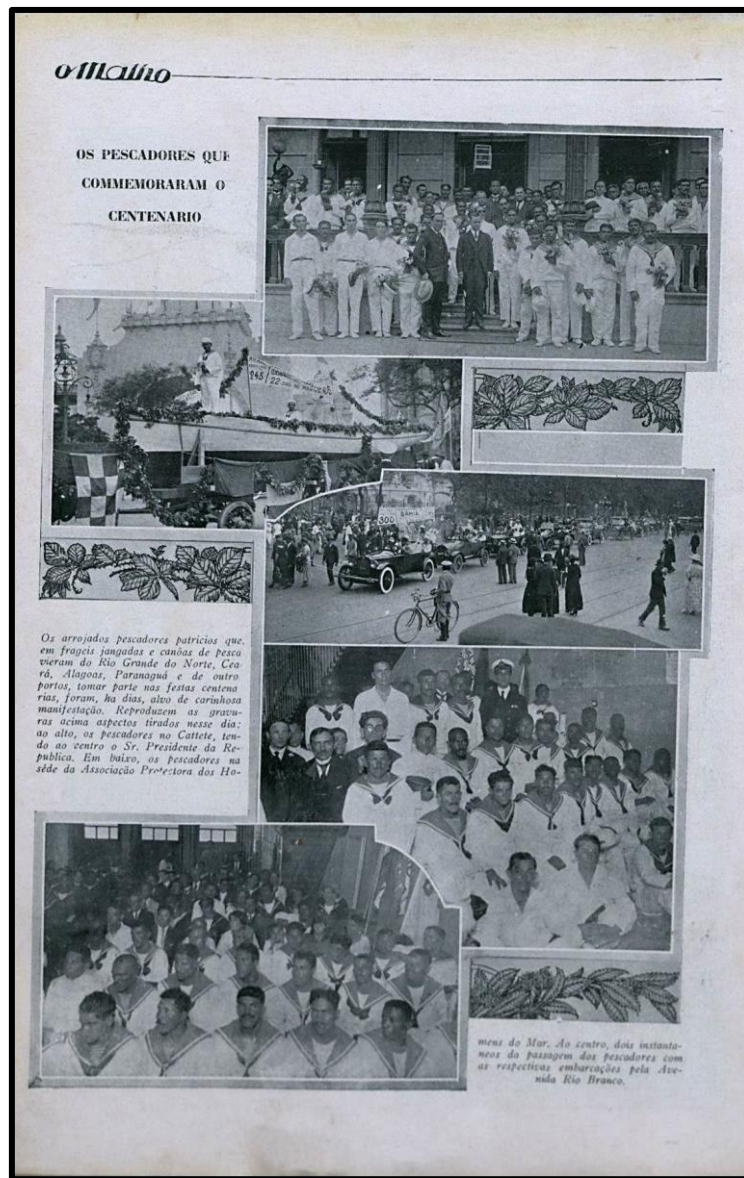 O Malho
OS PESCADORES QUE
COMMEMORARAM O
CENTENARIO
245
22
BAHIA
300
Os arrojados pescadores patricios que,
em frageis jangadas e canôas de pesca
vieram do Rio Grande do Norte, Cea-
rá, Alagoas, Paranaguá e de outro
portos, tomar parte nas festas centena
rias, foram, ha dias, alvo de carinhosa
manifestação. Reproduzem as gravu-
ras acima aspectos tirados nesse dia:
ao alto, os pescadores no Cattete, ten-
do ao centro o Sr. Presidente da Re-
publica. Em baixo, os pescadores na
séde da Associação Protectora dos Ho-
mens do Mar. Ao centro, dois instanta-
neos da passagem dos pescadores com
as respectivas embarcações pela Ave-
nida Rio Branco.